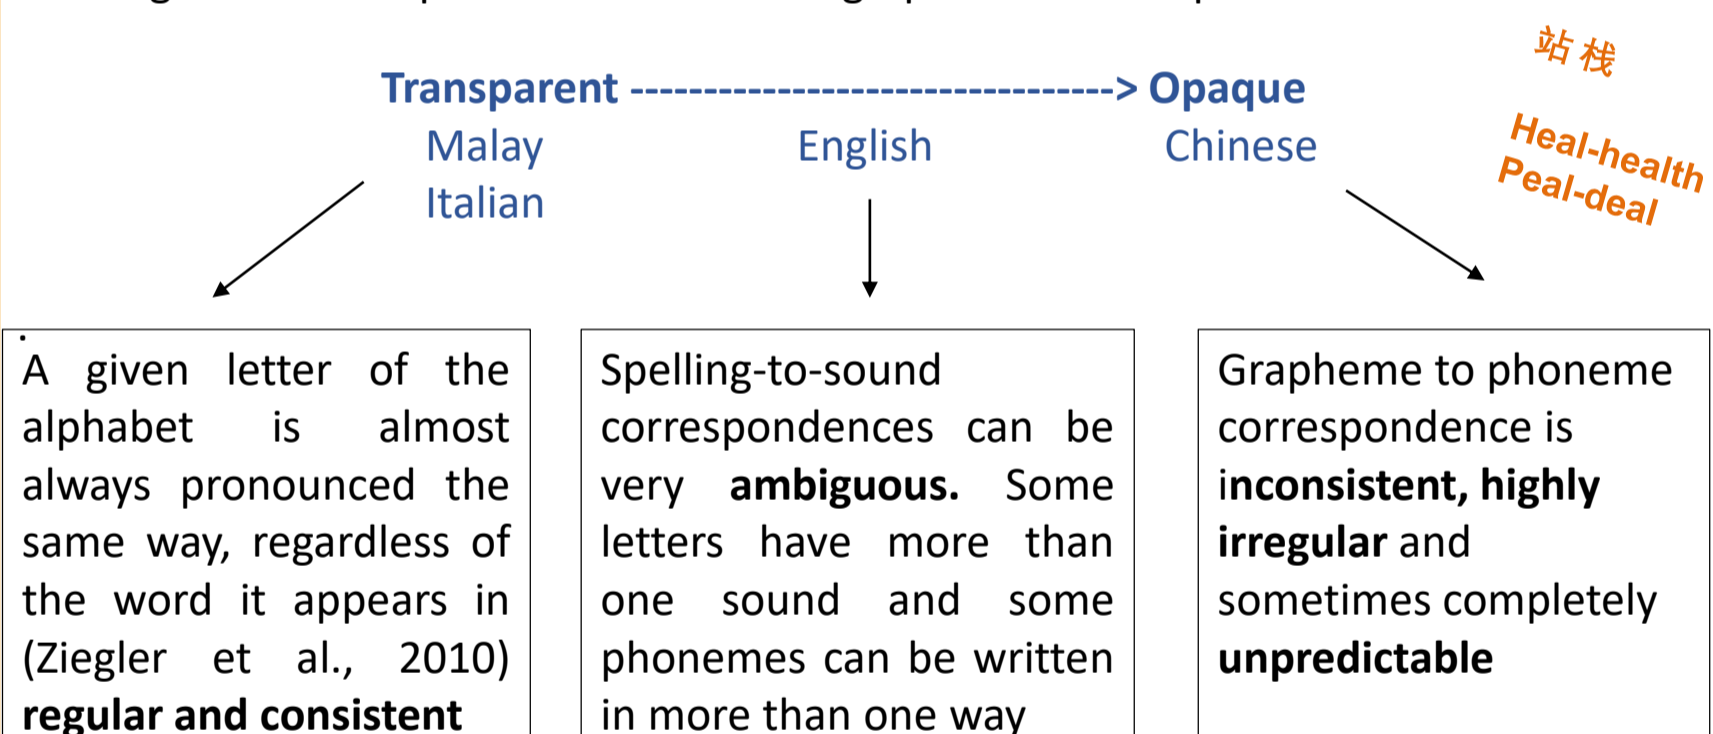 站 栈
Transparent ---------------------------------> Opaque
Malay English Chinese
Italian
Heal-health
Peal-deal
A given letter of the
alphabet is almost
always pronounced the
same way, regardless of
the word it appears in
(Ziegler et al., 2010)
regular and consistent
Spelling-to-sound
correspondences can be
very ambiguous. Some
letters have more than
one sound and some
phonemes can be written
in more than one way
Grapheme to phoneme
correspondence is
inconsistent, highly
irregular and
sometimes completely
unpredictable